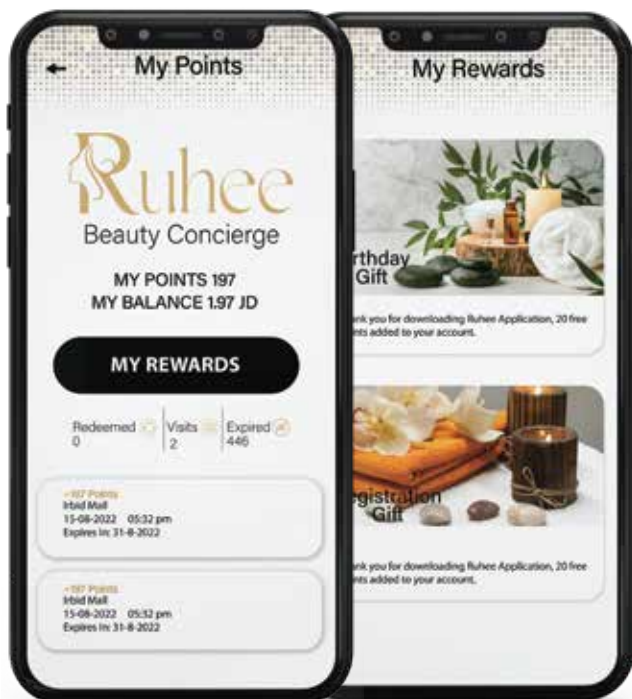 My Points
Ruhee
Beauty Concierge
MY POINTS 197
MY BALANCE 1.97 JD
MY REWARDS
Redeemed
0
Visits
2
Expired
446
+197 Points
Irbid Mall
15-08-2022 05:32 pm
Expires In: 31-8-2022
+197 Points
Irbid Mall
15-08-2022 05:32 pm
Expires In: 31-8-2022
My Rewards
rthday
Gift
ank you for downloading Ruhee Application, 20 free
nts added to your account.
egistration
Gift
ank you for downloading Ruhee Application, 20 free
nts added to your account.